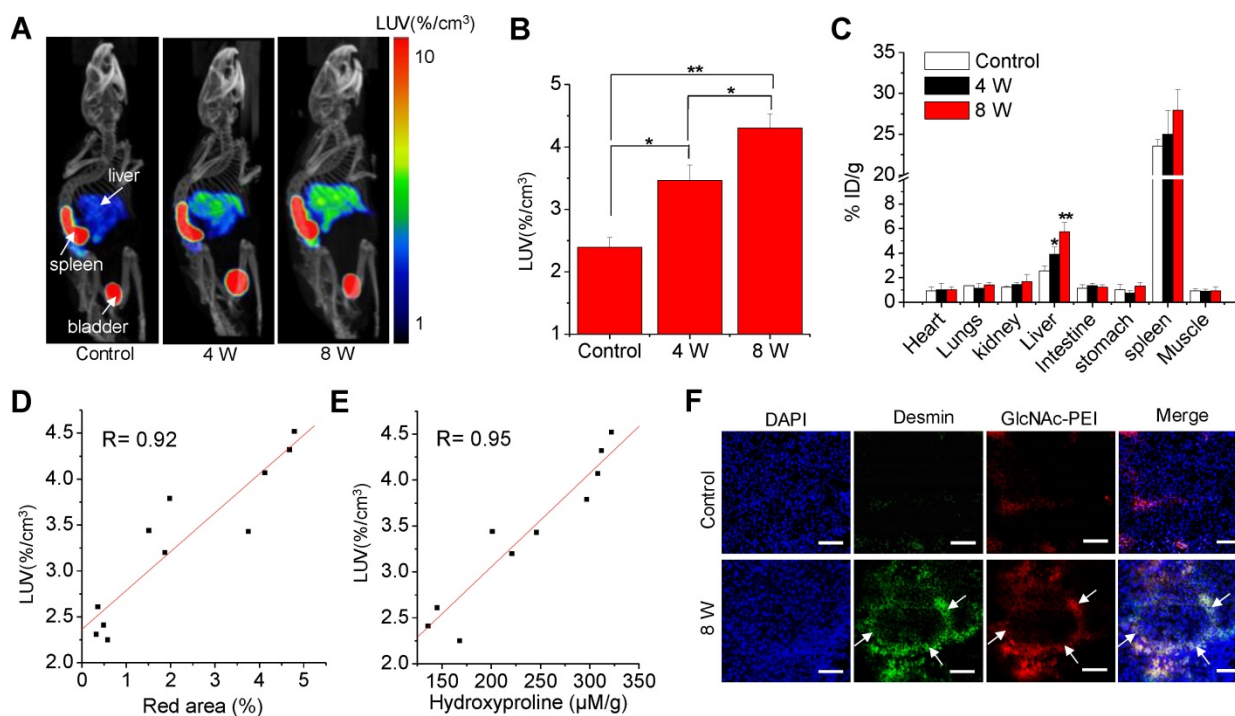 A
LUV(%/cm³)
10
1
liver
spleen
bladder
Control
4 W
8 W
B
LUV(%/cm³)
5
4
3
2
1
**
*
*
Control
4 W
8 W
C
% ID/g
35
30
25
20
8
6
4
2
0
Control
4 W
8 W
*
**
Heart
Lungs
kidney
Liver
Intestine
stomach
spleen
Muscle
D
R= 0.92
LUV(%/cm³)
4.5
4.0
3.5
3.0
2.5
2.0
0 1 2 3 4 5
Red area (%)
E
R= 0.95
LUV(%/cm³)
4.5
4.0
3.5
3.0
2.5
2.0
150 200 250 300 350
Hydroxyproline (µM/g)
F
DAPI Desmin GlcNAc-PEI Merge
Control
8 W